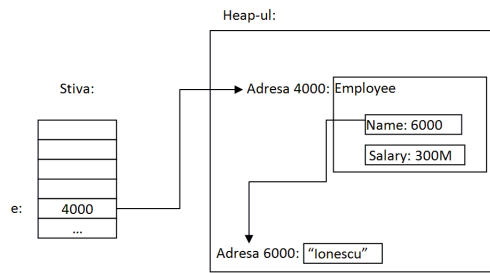 Heap-ul:
Stiva:
Adresa 4000: Employee
Name: 6000
Salary: 300M
e: 4000
...
Adresa 6000: "Ionescu"